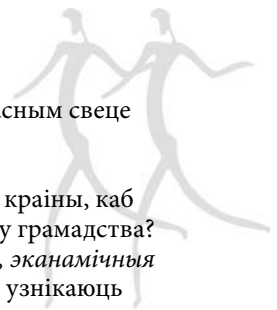 сным свеце
краіны, каб
у грамадства?
, эканамічныя
узнікаюць